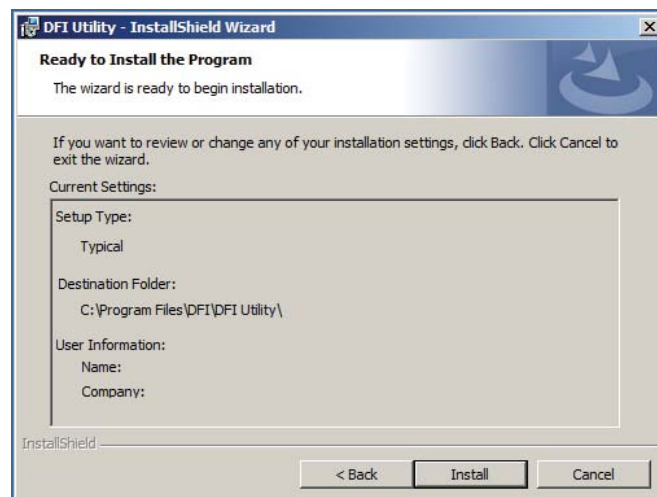 DFI Utility - InstallShield Wizard
Ready to Install the Program
The wizard is ready to begin installation.
If you want to review or change any of your installation settings, click Back. Click Cancel to
exit the wizard.
Current Settings:
Setup Type:
Typical
Destination Folder:
C:\Program Files\DFI\DFI Utility\
User Information:
Name:
Company:
InstallShield
< Back Install Cancel